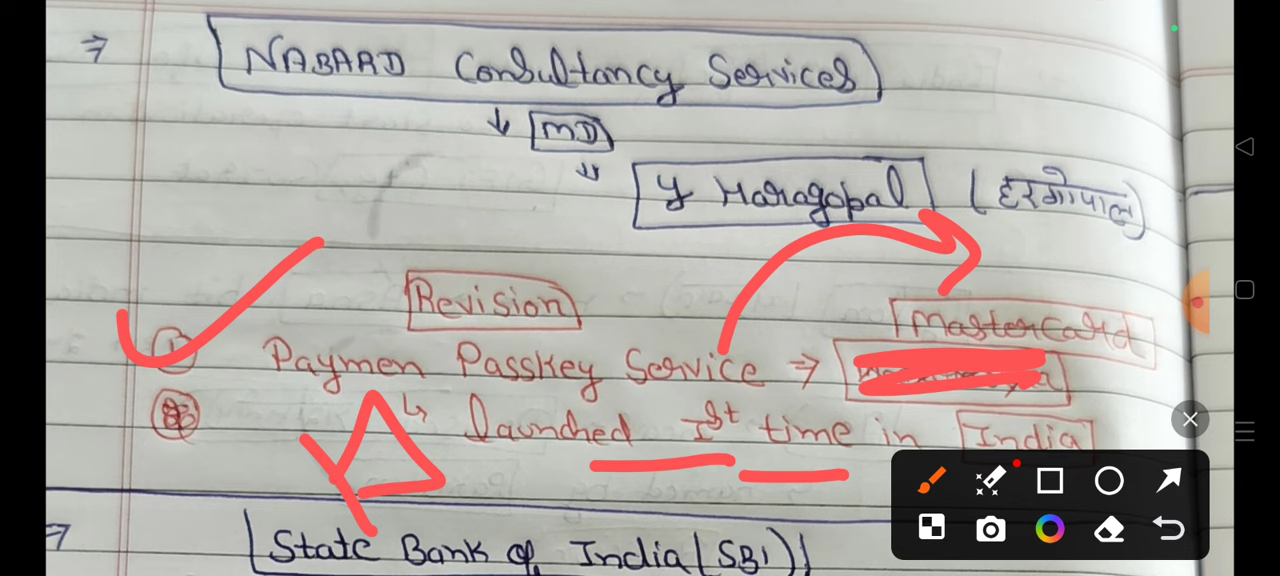 ⇒ NABARD Consultancy Services
↓ MD
Y Haragopal (हरगोपाल)
Revision
Mastercard
① Paymen Passkey Service ⇒
↳ launched Ist time in India
⇒ State Bank of India (SBI)